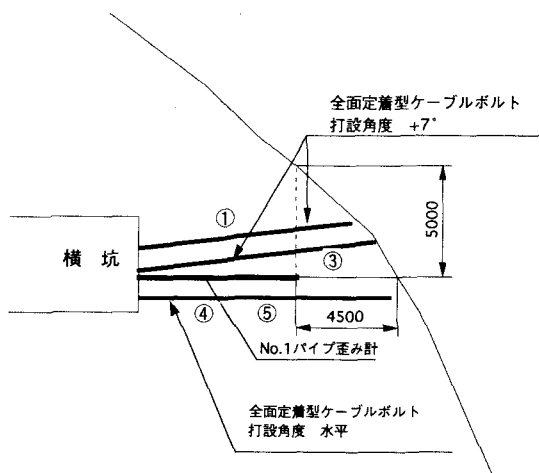 全面定着型ケーブルボルト
打設角度 +7°
①
横 坑
③
5000
④
⑤
4500
No.1パイプ歪み計
全面定着型ケーブルボルト
打設角度 水平